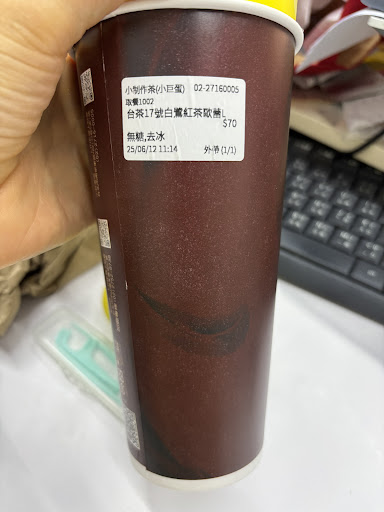 小制作茶(小巨蛋) 02-27160005
取餐1002
台茶17號白鷺紅茶歐蕾L
$70
無糖,去冰
25/06/12 11:14 外帶 (1/1)